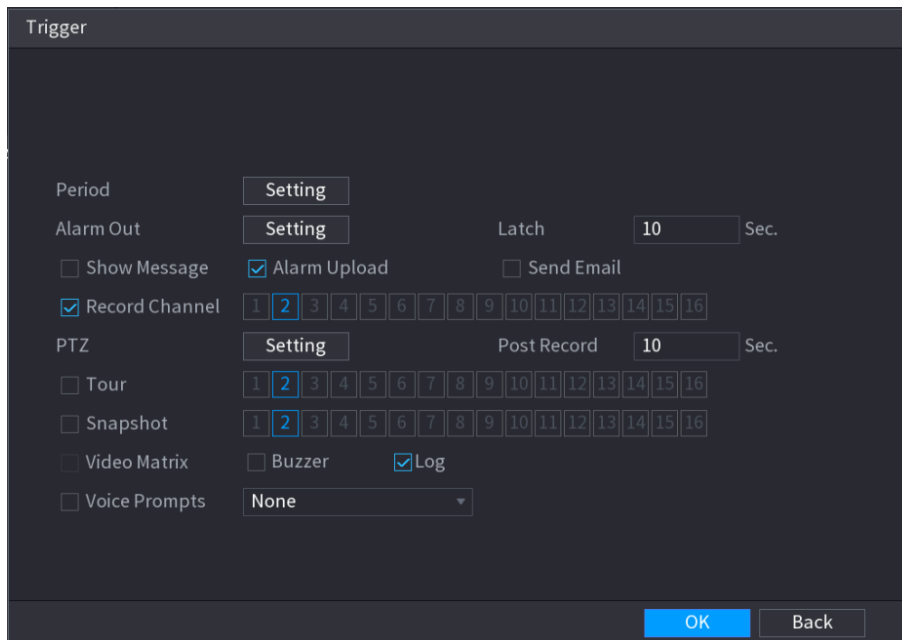 Trigger
Period Setting
Alarm Out Setting Latch 10 Sec.
Show Message Alarm Upload Send Email
Record Channel 1 2 3 4 5 6 7 8 9 10 11 12 13 14 15 16
PTZ Setting Post Record 10 Sec.
Tour 1 2 3 4 5 6 7 8 9 10 11 12 13 14 15 16
Snapshot 1 2 3 4 5 6 7 8 9 10 11 12 13 14 15 16
Video Matrix Buzzer Log
Voice Prompts None
OK Back